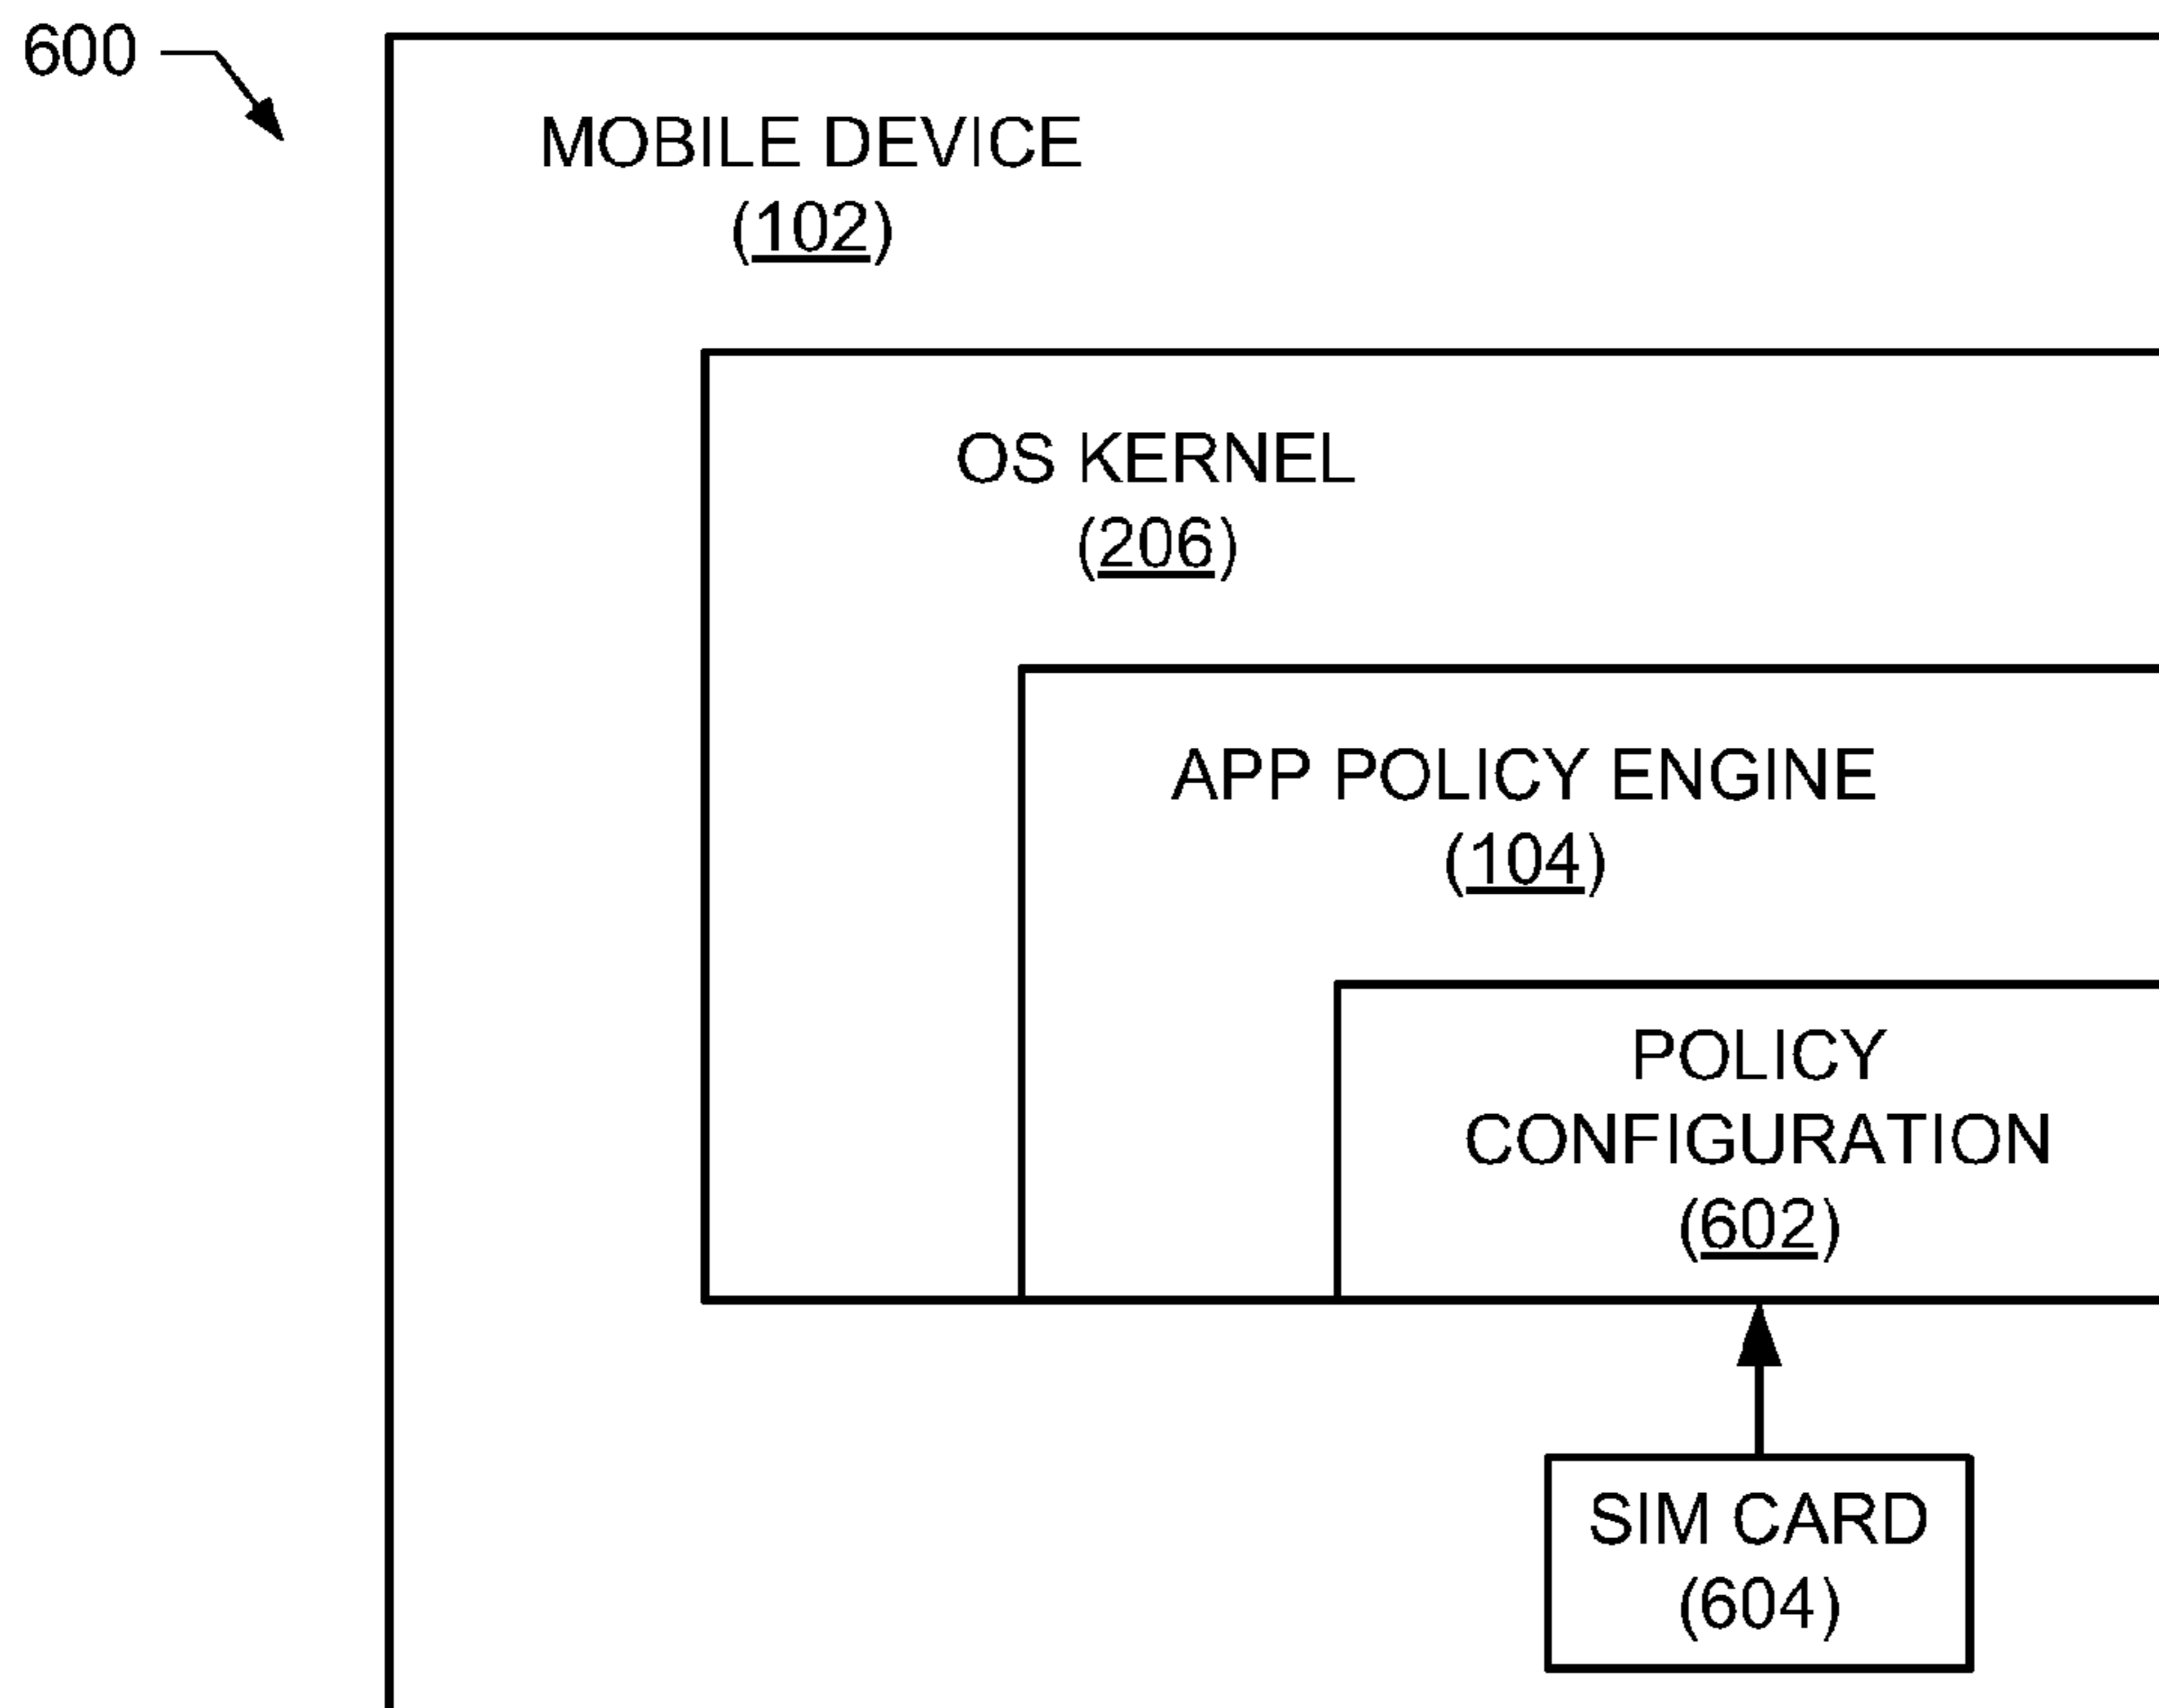 600
MOBILE DEVICE
(102)
OS KERNEL
(206)
APP POLICY ENGINE
(104)
POLICY
CONFIGURATION
(602)
SIM CARD
(604)